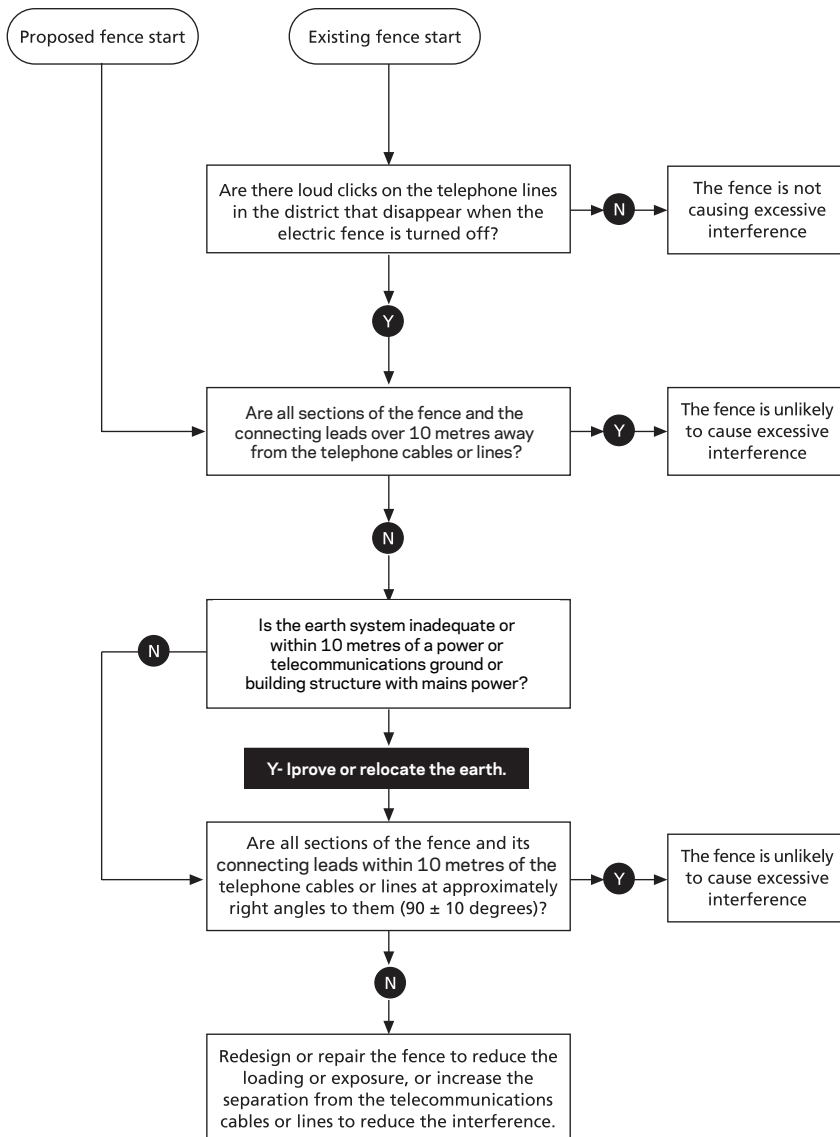 Proposed fence start
Existing fence start
Are there loud clicks on the telephone lines
in the district that disappear when the
electric fence is turned off?
N
The fence is not
causing excessive
interference
Y
Are all sections of the fence and the
connecting leads over 10 metres away
from the telephone cables or lines?
Y
The fence is unlikely
to cause excessive
interference
N
Is the earth system inadequate or
within 10 metres of a power or
telecommunications ground or
building structure with mains power?
N
Y- Iprove or relocate the earth.
Are all sections of the fence and its
connecting leads within 10 metres of the
telephone cables or lines at approximately
right angles to them (90 ± 10 degrees)?
Y
The fence is unlikely
to cause excessive
interference
N
Redesign or repair the fence to reduce the
loading or exposure, or increase the
separation from the telecommunications
cables or lines to reduce the interference.